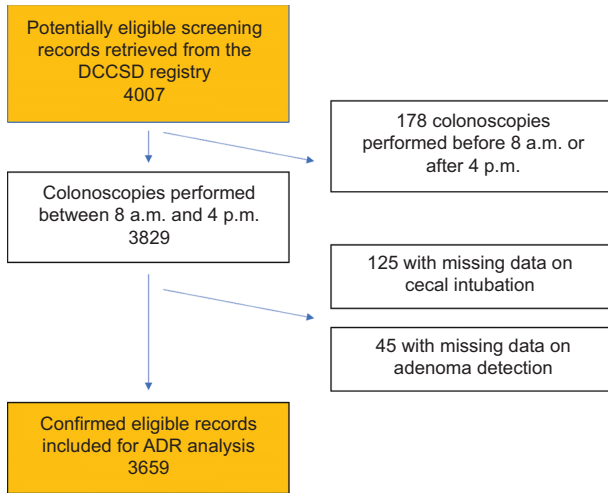 Potentially eligible screening
records retrieved from the
DCCSD registry
4007
178 colonoscopies
performed before 8 a.m. or
after 4 p.m.
Colonoscopies performed
between 8 a.m. and 4 p.m.
3829
125 with missing data on
cecal intubation
45 with missing data on
adenoma detection
Confirmed eligible records
included for ADR analysis
3659